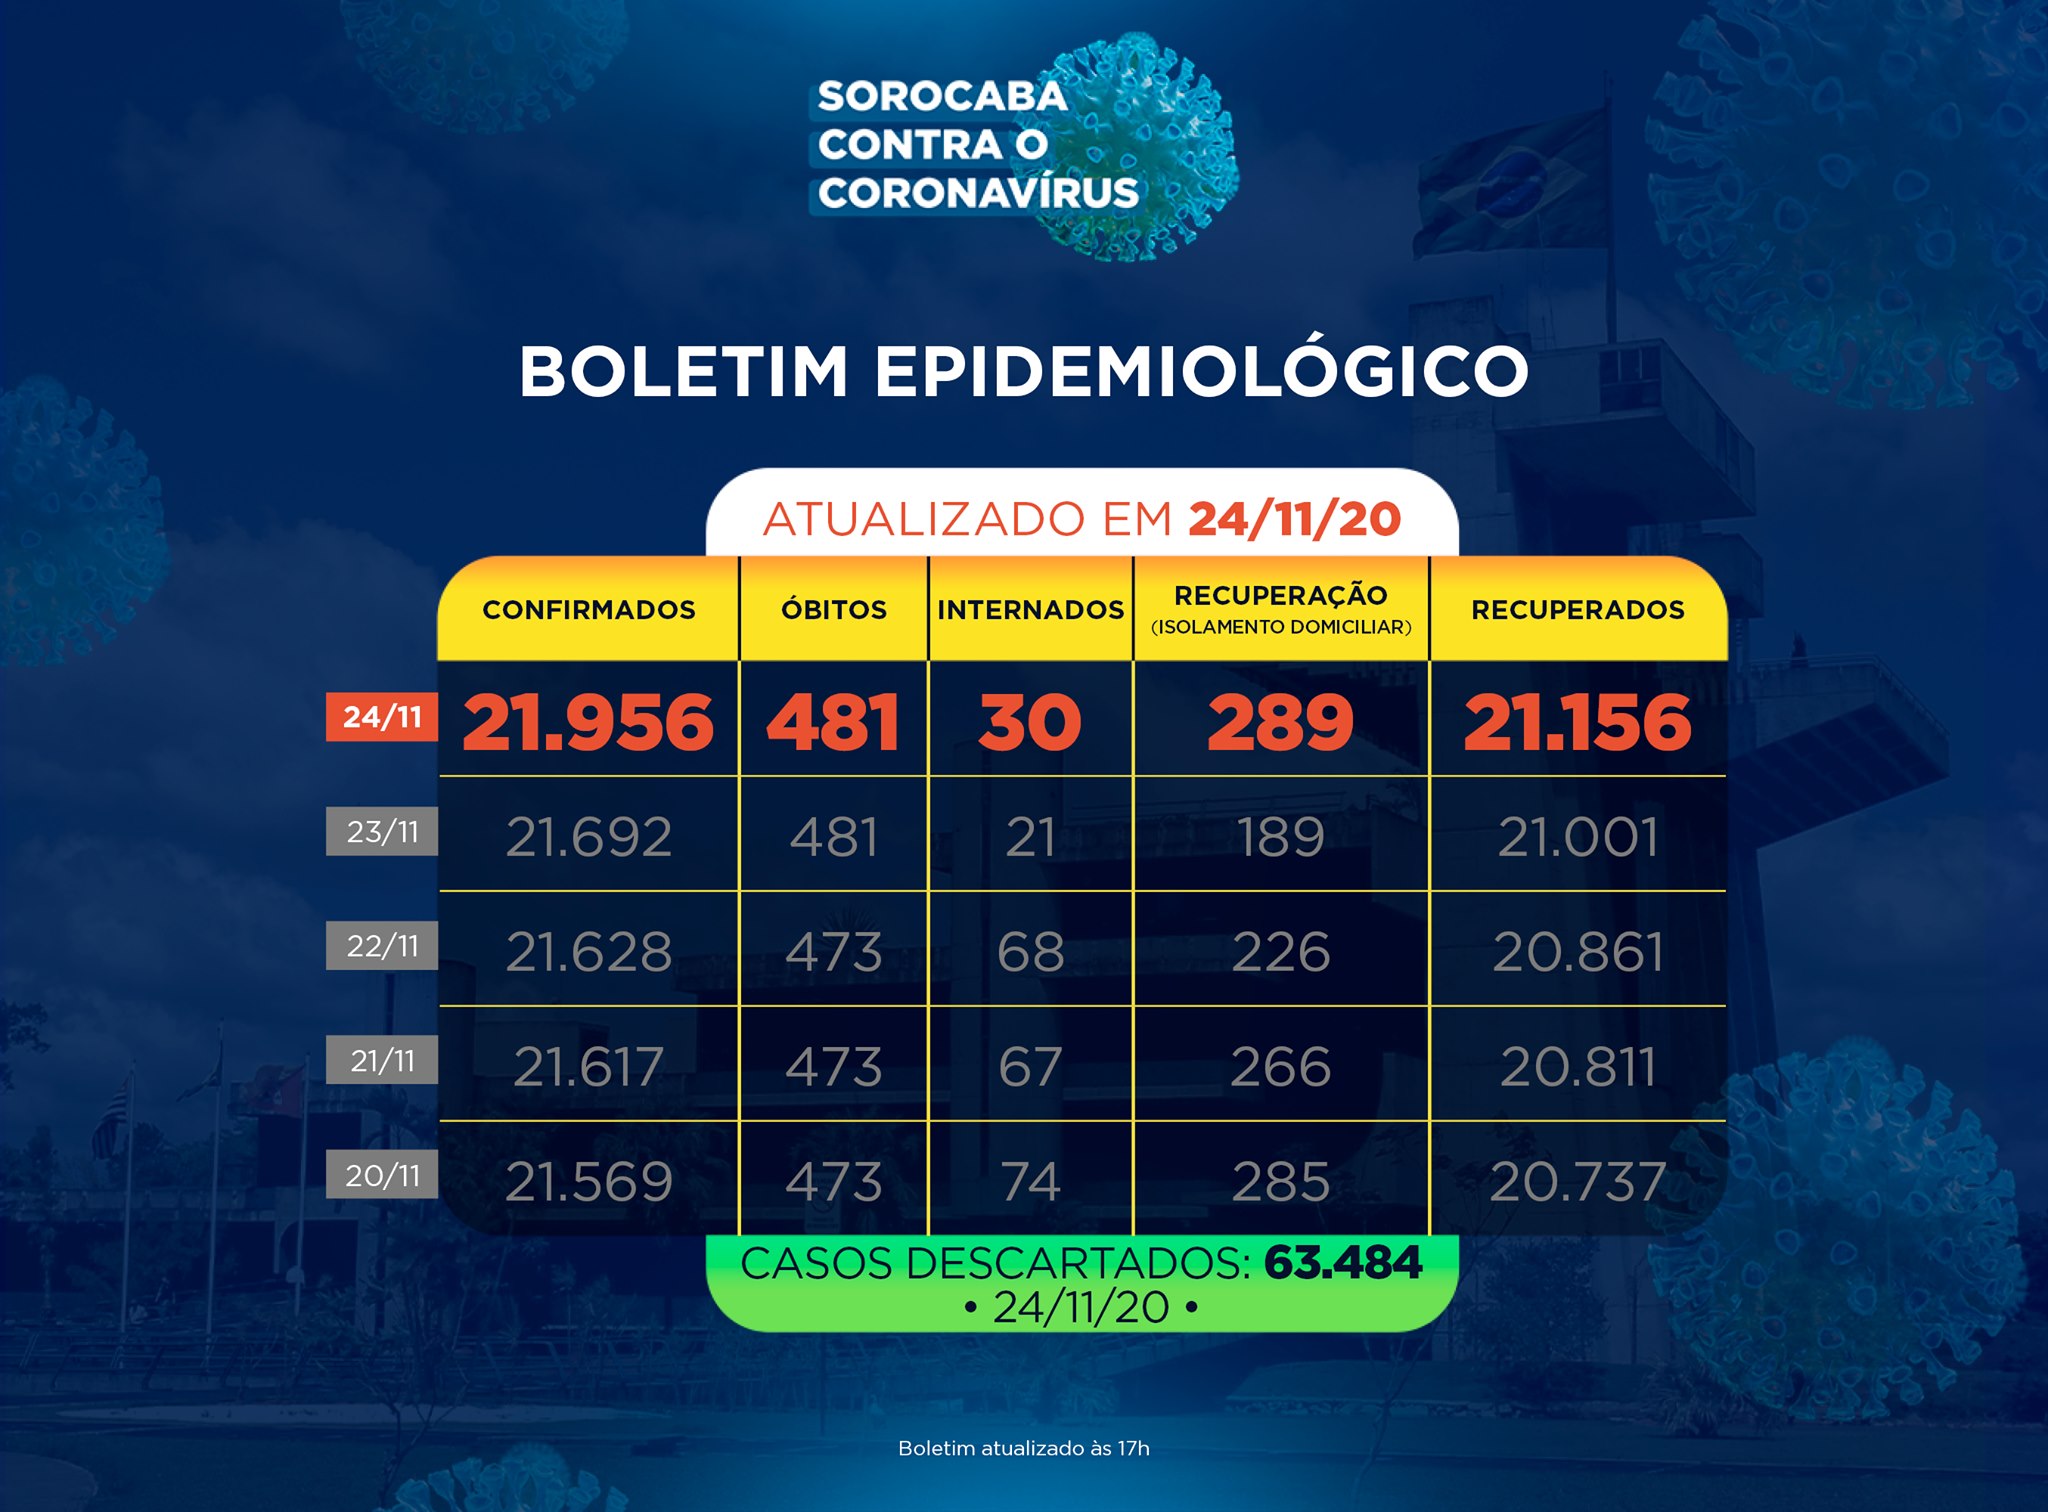 SOROCABA
CONTRA O
CORONAVÍRUS
BOLETIM EPIDEMIOLÓGICO
ATUALIZADO EM 24/11/20
CONFIRMADOS ÓBITOS INTERNADOS RECUPERAÇÃO (ISOLAMENTO DOMICILIAR) RECUPERADOS
24/11 21.956 481 30 289 21.156
23/11 21.692 481 21 189 21.001
22/11 21.628 473 68 226 20.861
21/11 21.617 473 67 266 20.811
20/11 21.569 473 74 285 20.737
CASOS DESCARTADOS: 63.484
• 24/11/20 •
Boletim atualizado às 17h